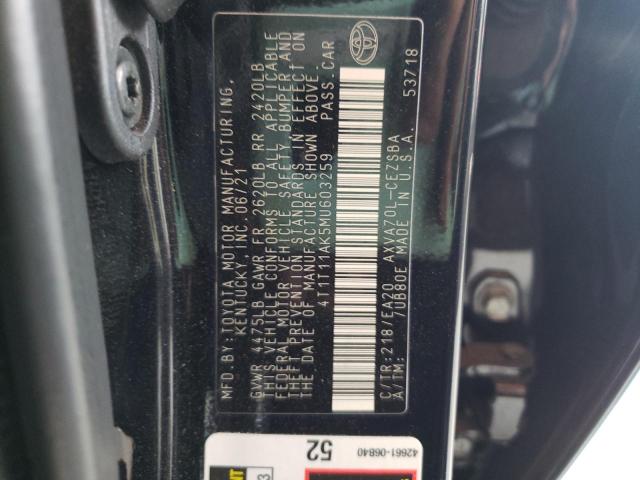 MFD. BY: TOYOTA MOTOR MANUFACTURING,
KENTUCKY, INC. 06/21
GVWR 4475LB GAWR FR 2620LB RR 2420LB
THIS VEHICLE CONFORMS TO ALL APPLICABLE
FEDERAL MOTOR VEHICLE SAFETY, BUMPER AND
THEFT PREVENTION STANDARDS IN EFFECT ON
THE DATE OF MANUFACTURE SHOWN ABOVE.
4T1T11AK5MU603259 PASS. CAR
C/TR: 218/EA20 AXVA70L-CEZSBA
A/TM: 7UB80E MADE IN U.S.A. 53718
42661-06B40
52